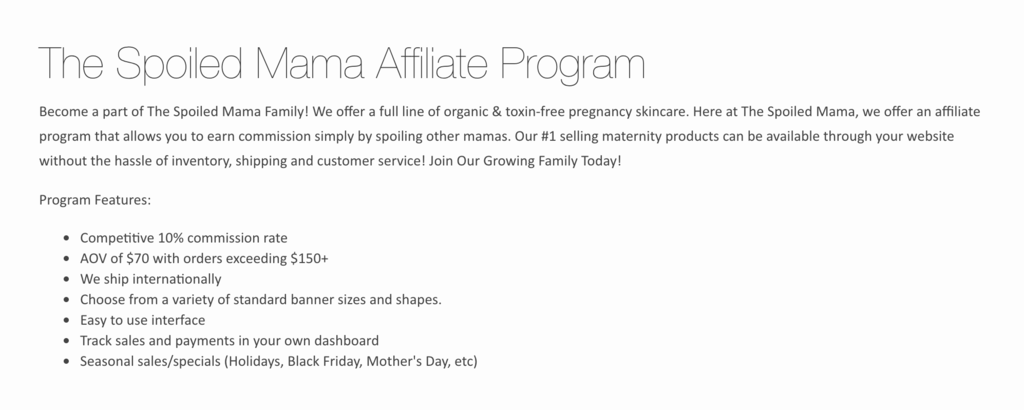 The Spoiled Mama Affiliate Program
Become a part of The Spoiled Mama Family! We offer a full line of organic & toxin-free pregnancy skincare. Here at The Spoiled Mama, we offer an affiliate
program that allows you to earn commission simply by spoiling other mamas. Our #1 selling maternity products can be available through your website
without the hassle of inventory, shipping and customer service! Join Our Growing Family Today!
Program Features:
• Competitive 10% commission rate
• AOV of $70 with orders exceeding $150+
• We ship internationally
• Choose from a variety of standard banner sizes and shapes.
• Easy to use interface
• Track sales and payments in your own dashboard
• Seasonal sales/specials (Holidays, Black Friday, Mother's Day, etc)